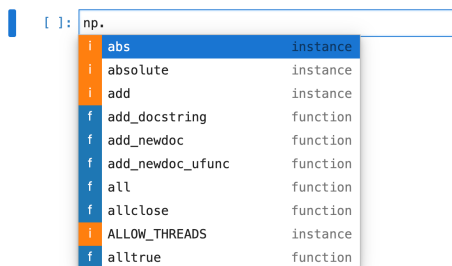 [ ]: np.
i abs instance
i absolute instance
i add instance
f add_docstring function
f add_newdoc function
f add_newdoc_ufunc function
f all function
f allclose function
i ALLOW_THREADS instance
f alltrue function